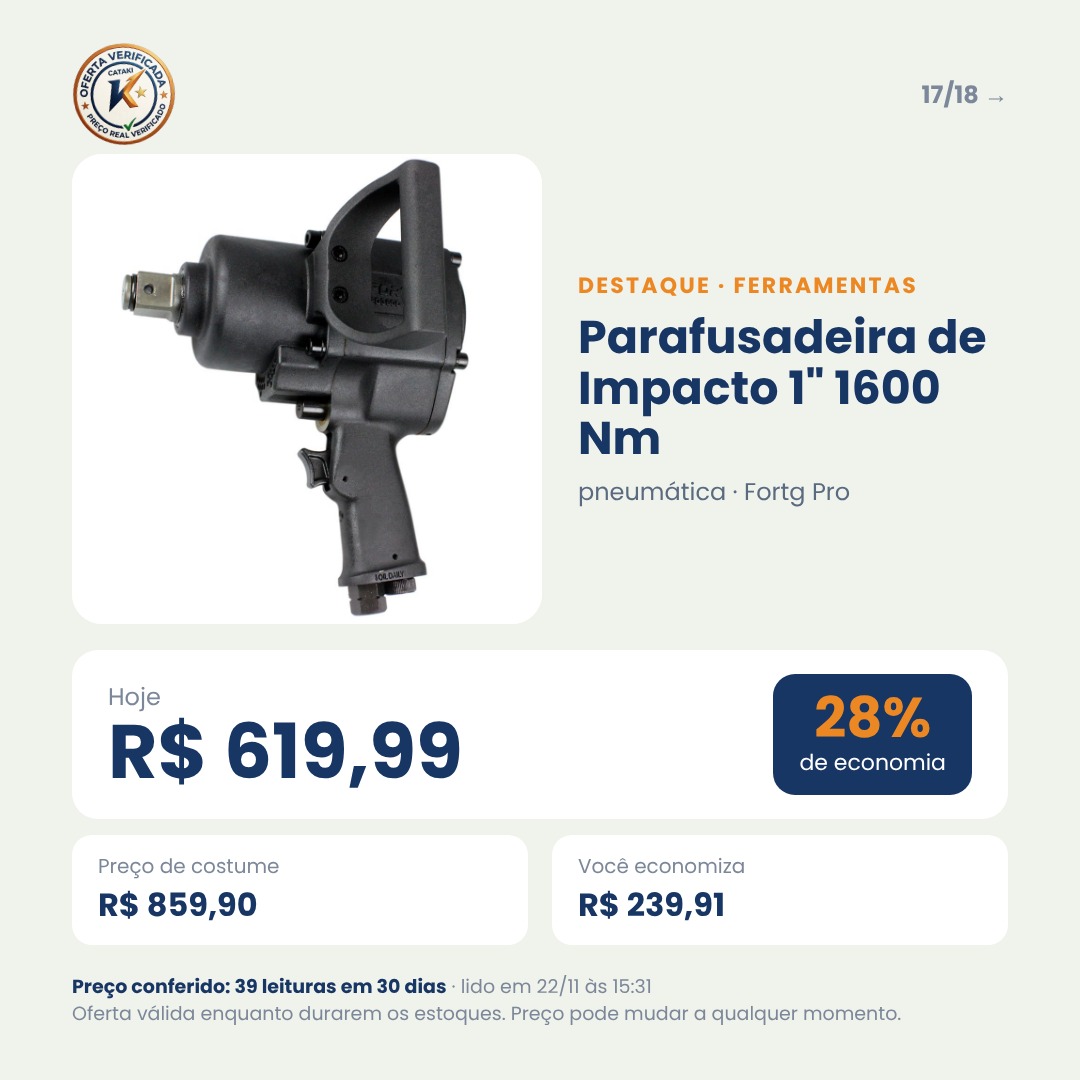 OFERTA VERIFICADA
CATAKI
K
PREÇO REAL VERIFICADO
17/18 →
DESTAQUE · FERRAMENTAS
Parafusadeira de
Impacto 1" 1600
Nm
pneumática · Fortg Pro
OIL DAILY
Hoje
R$ 619,99
28%
de economia
Preço de costume
R$ 859,90
Você economiza
R$ 239,91
Preço conferido: 39 leituras em 30 dias · lido em 22/11 às 15:31
Oferta válida enquanto durarem os estoques. Preço pode mudar a qualquer momento.